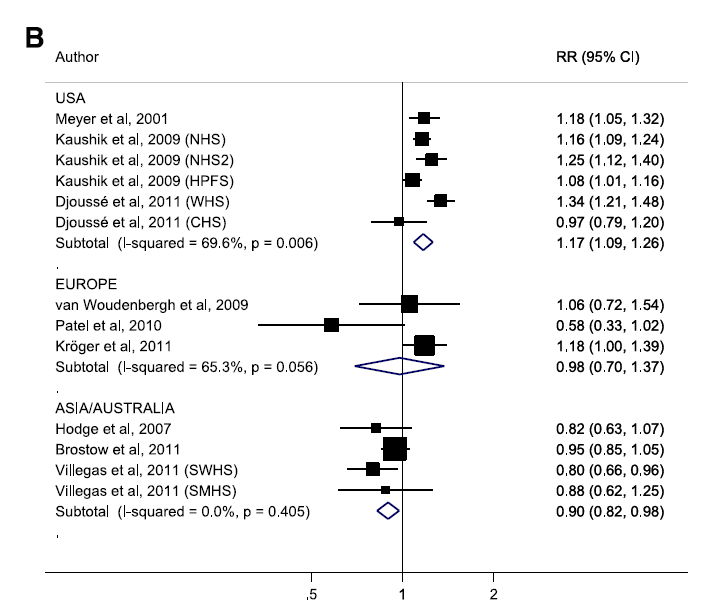 B
Author RR (95% CI)
USA
Meyer et al, 2001 1.18 (1.05, 1.32)
Kaushik et al, 2009 (NHS) 1.16 (1.09, 1.24)
Kaushik et al, 2009 (NHS2) 1.25 (1.12, 1.40)
Kaushik et al, 2009 (HPFS) 1.08 (1.01, 1.16)
Djoussé et al, 2011 (WHS) 1.34 (1.21, 1.48)
Djoussé et al, 2011 (CHS) 0.97 (0.79, 1.20)
Subtotal (I-squared = 69.6%, p = 0.006) 1.17 (1.09, 1.26)
.
EUROPE
van Woudenbergh et al, 2009 1.06 (0.72, 1.54)
Patel et al, 2010 0.58 (0.33, 1.02)
Kröger et al, 2011 1.18 (1.00, 1.39)
Subtotal (I-squared = 65.3%, p = 0.056) 0.98 (0.70, 1.37)
.
ASIA/AUSTRALIA
Hodge et al, 2007 0.82 (0.63, 1.07)
Brostow et al, 2011 0.95 (0.85, 1.05)
Villegas et al, 2011 (SWHS) 0.80 (0.66, 0.96)
Villegas et al, 2011 (SMHS) 0.88 (0.62, 1.25)
Subtotal (I-squared = 0.0%, p = 0.405) 0.90 (0.82, 0.98)
.
.5 1 2